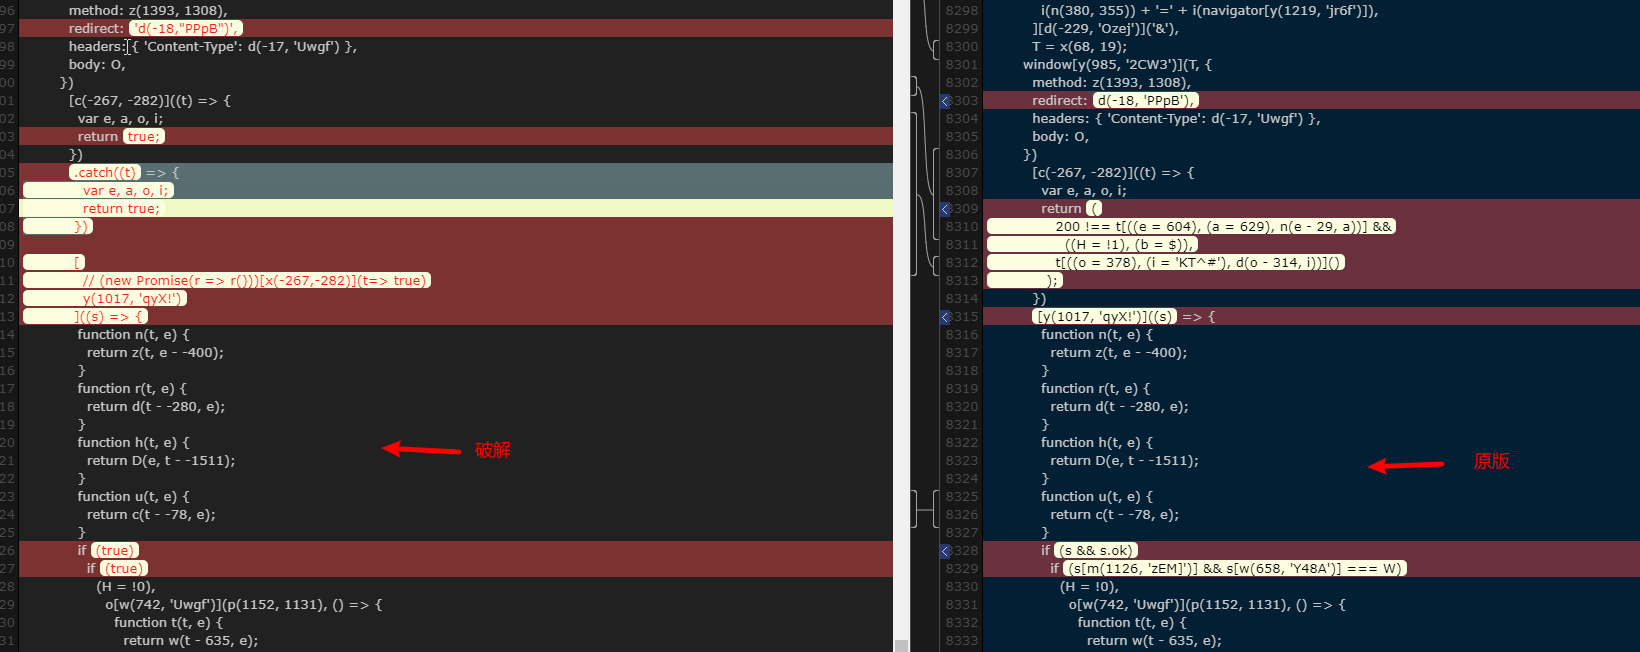 96 method: z(1393, 1308),
97 redirect: 'd(-18,"PPpB")',
98 headers: { 'Content-Type': d(-17, 'Uwgf') },
99 body: O,
00 })
01 [c(-267, -282)]((t) => {
02 var e, a, o, i;
03 return true;
04 })
05 .catch((t) => {
06 var e, a, o, i;
07 return true;
08 })
09
10 [
11 // (new Promise(r => r()))[x(-267,-282)](t=> true)
12 y(1017, 'qyX!')
13 ]((s) => {
14 function n(t, e) {
15 return z(t, e - -400);
16 }
17 function r(t, e) {
18 return d(t - -280, e);
19 }
20 function h(t, e) {
21 return D(e, t - -1511);
22 }
23 function u(t, e) {
24 return c(t - -78, e);
25 }
26 if (true)
27 if (true)
28 (H = !0),
29 o[w(742, 'Uwgf')](p(1152, 1131), () => {
30 function t(t, e) {
31 return w(t - 635, e);
破解
8298 i(n(380, 355)) + '=' + i(navigator[y(1219, 'jr6f')]),
8299 ][d(-229, 'Ozej')]('&'),
8300 T = x(68, 19);
8301 window[y(985, '2CW3')](T, {
8302 method: z(1393, 1308),
8303 redirect: d(-18, 'PPpB'),
8304 headers: { 'Content-Type': d(-17, 'Uwgf') },
8305 body: O,
8306 })
8307 [c(-267, -282)]((t) => {
8308 var e, a, o, i;
8309 return (
8310 200 !== t[((e = 604), (a = 629), n(e - 29, a))] &&
8311 ((H = !1), (b = $)),
8312 t[((o = 378), (i = 'KT^#'), d(o - 314, i))]()
8313 );
8314 })
8315 [y(1017, 'qyX!')]((s) => {
8316 function n(t, e) {
8317 return z(t, e - -400);
8318 }
8319 function r(t, e) {
8320 return d(t - -280, e);
8321 }
8322 function h(t, e) {
8323 return D(e, t - -1511);
8324 }
8325 function u(t, e) {
8326 return c(t - -78, e);
8327 }
8328 if (s && s.ok)
8329 if (s[m(1126, 'zEM]')] && s[w(658, 'Y48A')] === W)
8330 (H = !0),
8331 o[w(742, 'Uwgf')](p(1152, 1131), () => {
8332 function t(t, e) {
8333 return w(t - 635, e);
原版